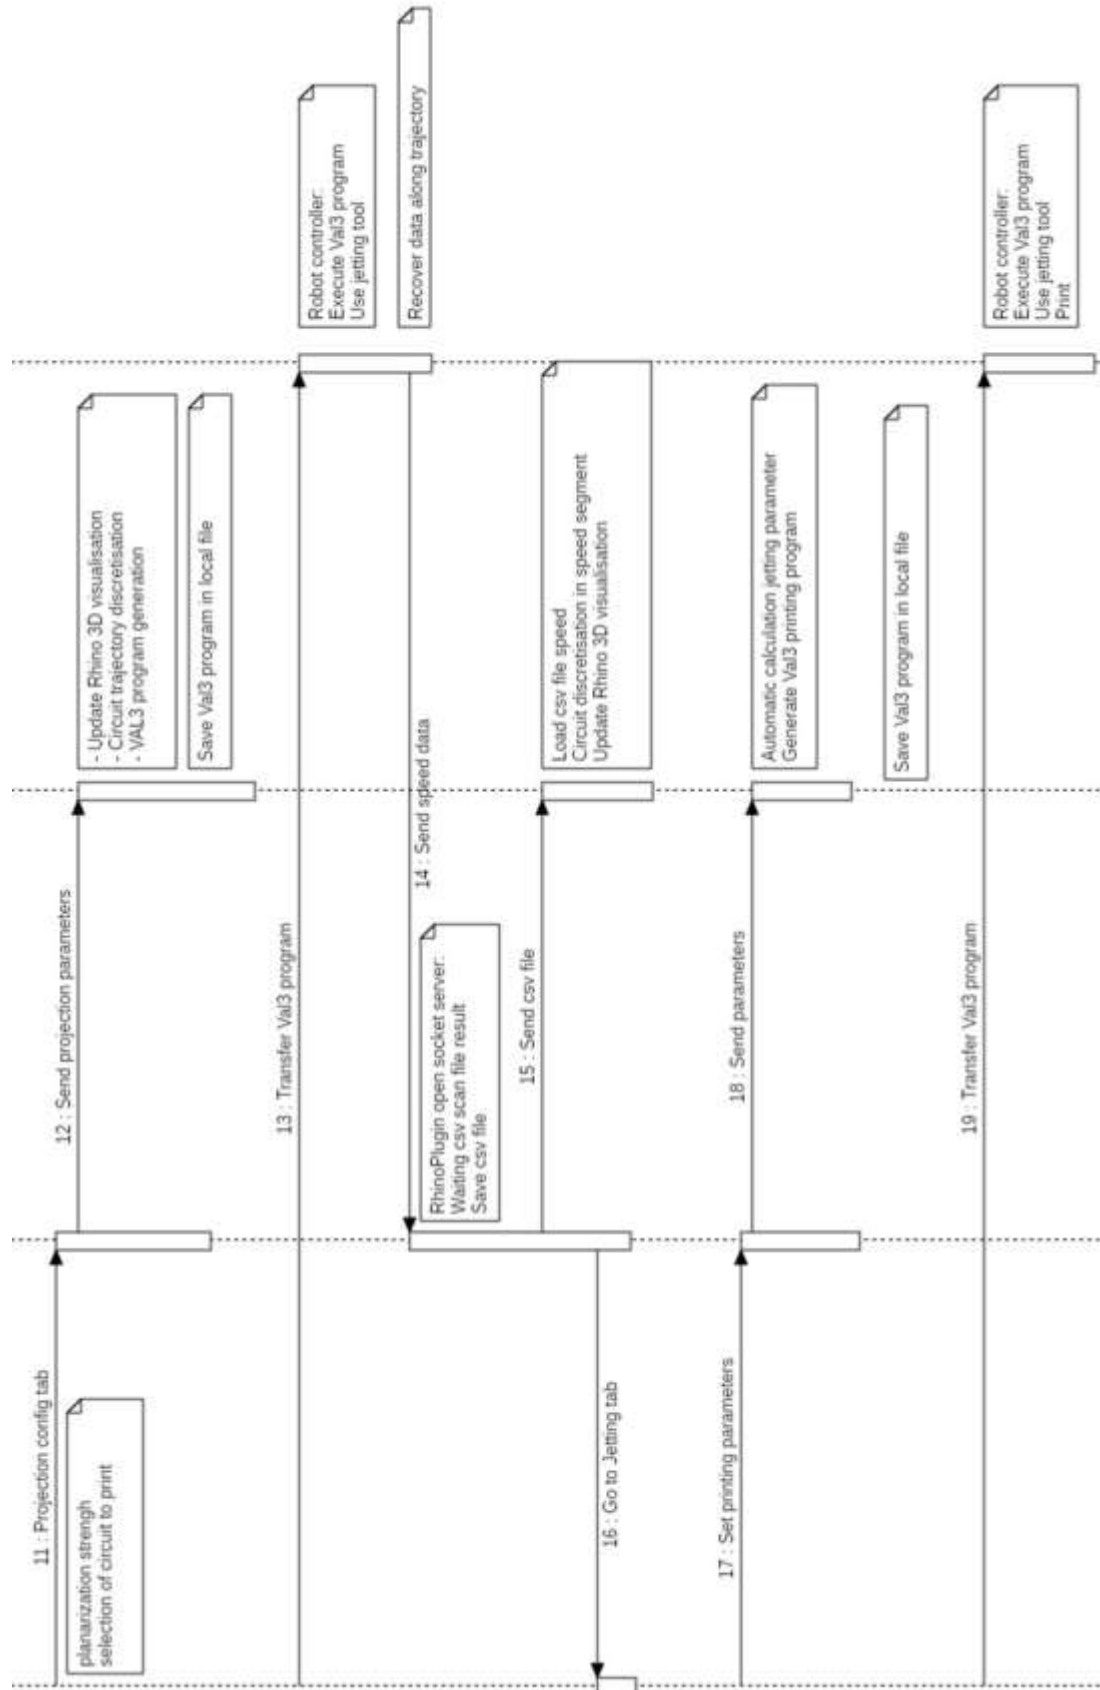 11 : Projection config tab
planarization strengh
selection of circuit to print
12 : Send projection parameters
- Update Rhino 3D visualisation
- Circuit trajectory discretisation
- VAL3 program generation
Save Val3 program in local file
13 : Transfer Val3 program
Robot controller:
Execute Val3 program
Use jetting tool
Recover data along trajectory
14 : Send speed data
RhinoPlugin open socket server:
Waiting csv scan file result
Save csv file
15 : Send csv file
Load csv file speed
Circuit discretisation in speed segment
Update Rhino 3D visualisation
16 : Go to Jetting tab
17 : Set printing parameters
18 : Send parameters
Automatic calculation jetting parameter
Generate Val3 printing program
Save Val3 program in local file
19 : Transfer Val3 program
Robot controller:
Execute Val3 program
Use jetting tool
Print